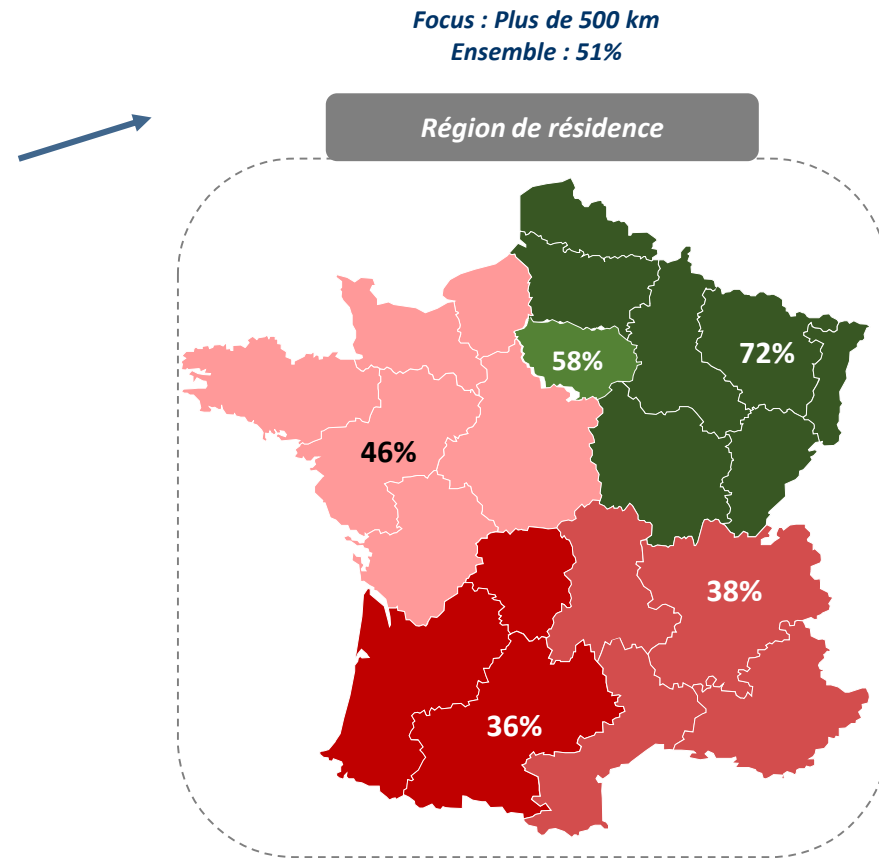 Focus : Plus de 500 km
Ensemble : 51%
Région de résidence
58%
72%
46%
38%
36%